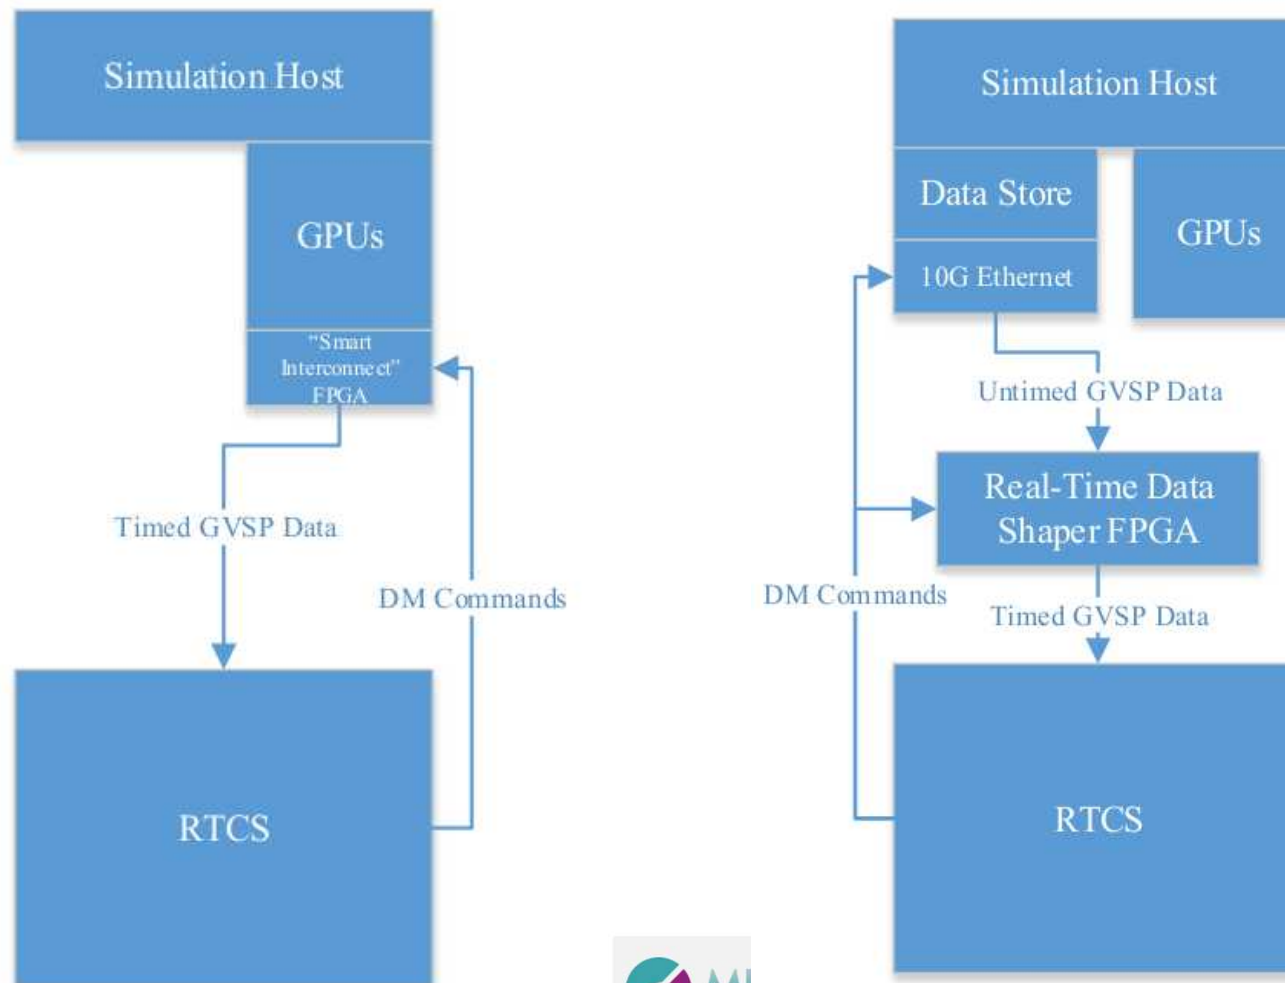 Simulation Host
GPUs
“Smart
Interconnect”
FPGA
Timed GVSP Data
DM Commands
RTCS
Simulation Host
Data Store
GPUs
10G Ethernet
Untimed GVSP Data
Real-Time Data
Shaper FPGA
DM Commands
Timed GVSP Data
RTCS